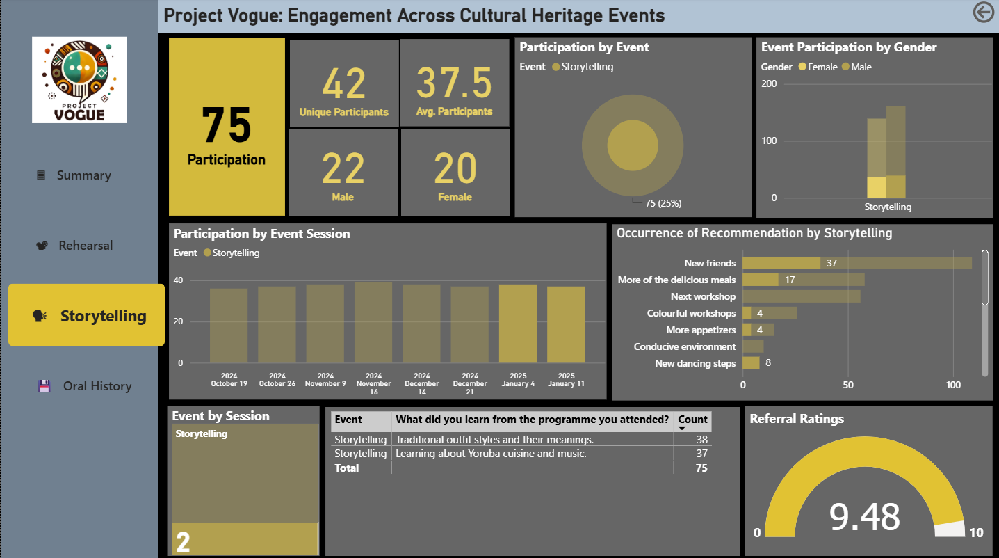 Project Vogue: Engagement Across Cultural Heritage Events
PROJECT
VOGUE
Summary
Rehearsal
Storytelling
Oral History
75
Participation
42
Unique Participants
37.5
Avg. Participants
22
Male
20
Female
Participation by Event
Event Storytelling
75 (25%)
Event Participation by Gender
Gender Female Male
200
100
0
Storytelling
Participation by Event Session
Event Storytelling
40
20
0
2024 October 19
2024 October 26
2024 November 9
2024 November 16
2024 December 14
2024 December 21
2025 January 4
2025 January 11
Occurrence of Recommendation by Storytelling
New friends 37
More of the delicious meals 17
Next workshop
Colourful workshops 4
More appetizers 4
Conducive environment
New dancing steps 8
0 50 100
Event by Session
Storytelling
2
Event What did you learn from the programme you attended? Count
Storytelling Traditional outfit styles and their meanings. 38
Storytelling Learning about Yoruba cuisine and music. 37
Total 75
Referral Ratings
9.48
0 10